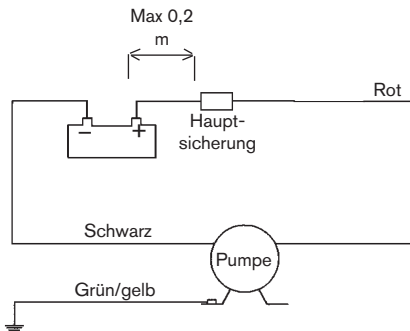 Max 0,2
m
Rot
− +
Haupt-
sicherung
Schwarz
Pumpe
Grün/gelb